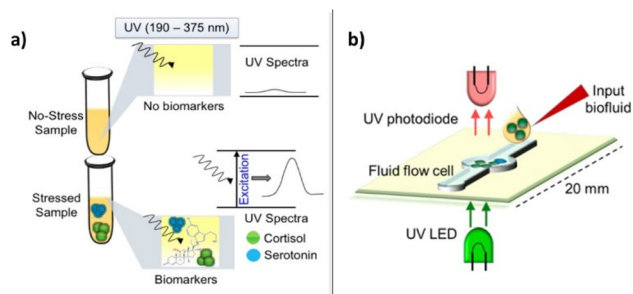 a)
UV (190 – 375 nm)
UV Spectra
No-Stress
Sample
No biomarkers
Stressed
Sample
Excitation
UV Spectra
Cortisol
Serotonin
Biomarkers
b)
Input
biofluid
UV photodiode
Fluid flow cell
20 mm
UV LED